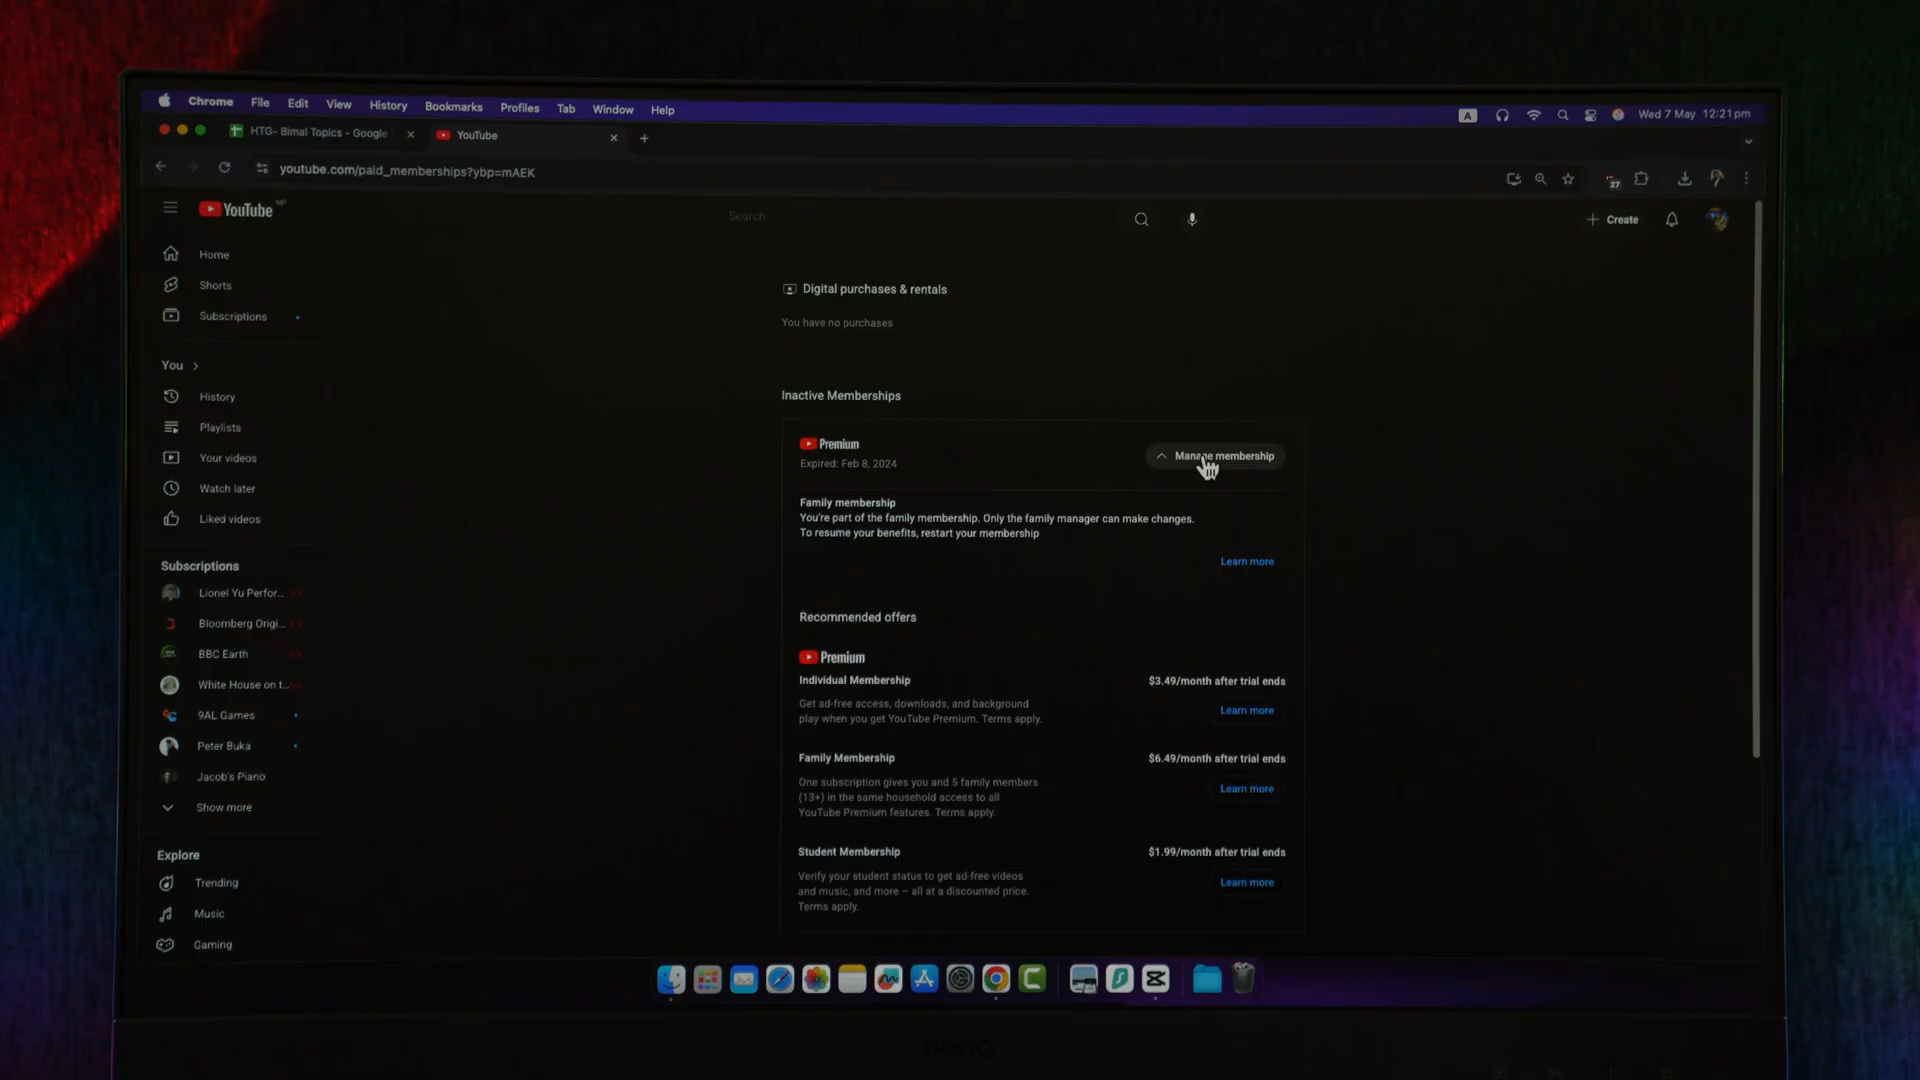 Chrome File Edit View History Bookmarks Profiles Tab Window Help
A Wed 7 May 12:21 pm
HTG- Bimal Topics - Google
YouTube
youtube.com/paid_memberships?ybp=mAEK
27
YouTube NP
Search
Create
Home
Shorts
Subscriptions
You
History
Playlists
Your videos
Watch later
Liked videos
Subscriptions
Lionel Yu Perfor...
Bloomberg Origi...
BBC Earth
White House on t...
9AL Games
Peter Buka
Jacob's Piano
Show more
Explore
Trending
Music
Gaming
Digital purchases & rentals
You have no purchases
Inactive Memberships
Premium
Expired: Feb 8, 2024
Manage membership
Family membership
You're part of the family membership. Only the family manager can make changes.
To resume your benefits, restart your membership
Learn more
Recommended offers
Premium
Individual Membership
$3.49/month after trial ends
Get ad-free access, downloads, and background
play when you get YouTube Premium. Terms apply.
Learn more
Family Membership
$6.49/month after trial ends
One subscription gives you and 5 family members
(13+) in the same household access to all
YouTube Premium features. Terms apply.
Learn more
Student Membership
$1.99/month after trial ends
Verify your student status to get ad-free videos
and music, and more – all at a discounted price.
Terms apply.
Learn more
BenQ